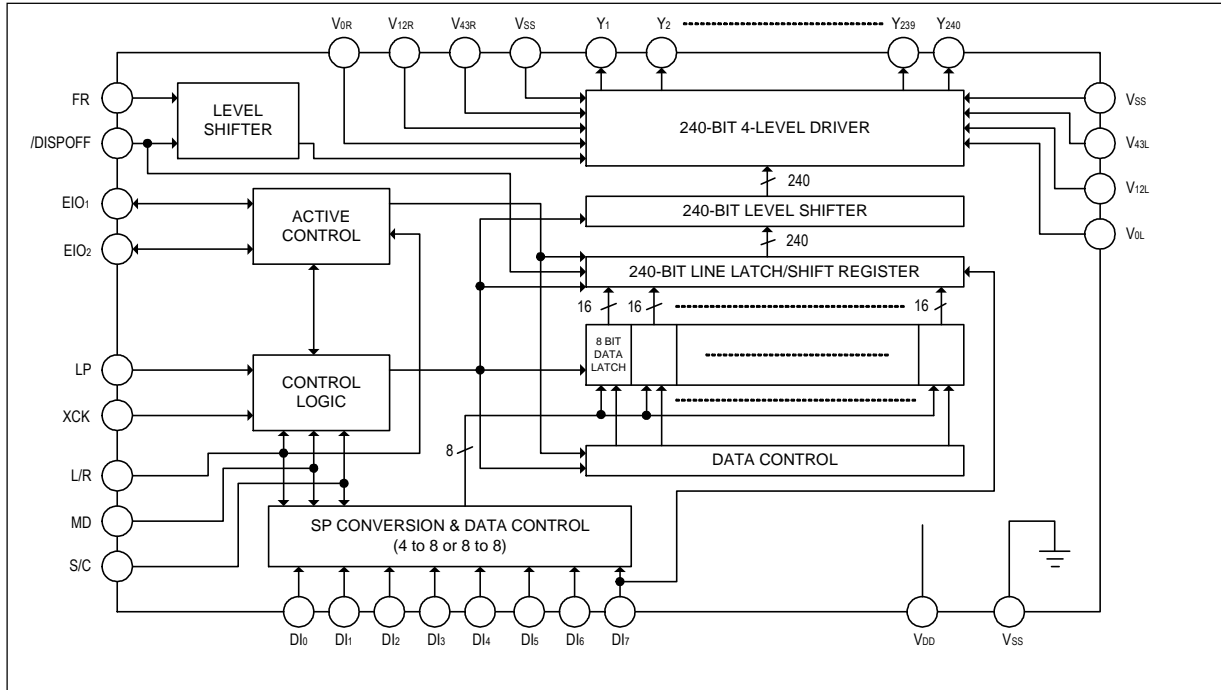 V0R V12R V43R VSS Y1 Y2 Y239 Y240
FR
/DISPOFF
EIO1
EIO2
LP
XCK
L/R
MD
S/C
LEVEL
SHIFTER
ACTIVE
CONTROL
CONTROL
LOGIC
SP CONVERSION & DATA CONTROL
(4 to 8 or 8 to 8)
240-BIT 4-LEVEL DRIVER
240
240-BIT LEVEL SHIFTER
240
240-BIT LINE LATCH/SHIFT REGISTER
16 16 16
8 BIT
DATA
LATCH
8
DATA CONTROL
VSS
V43L
V12L
V0L
DI0 DI1 DI2 DI3 DI4 DI5 DI6 DI7 VDD VSS